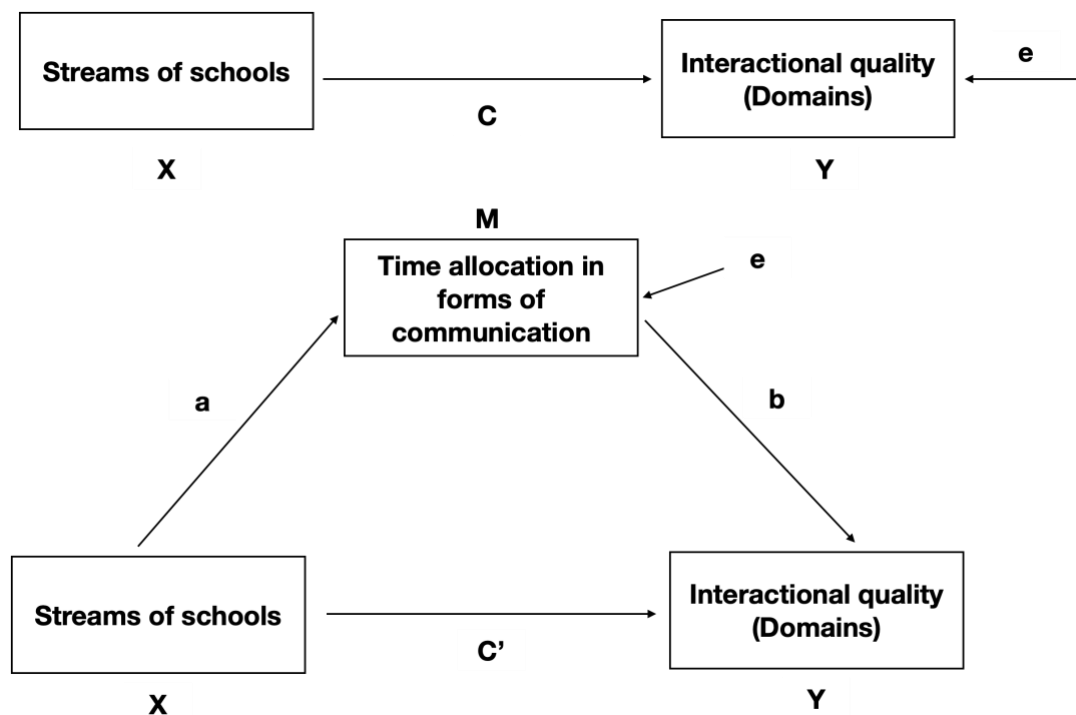 Streams of schools
Interactional quality
(Domains)
e
C
X
Y
M
Time allocation in
forms of
communication
e
a
b
Streams of schools
Interactional quality
(Domains)
C’
X
Y